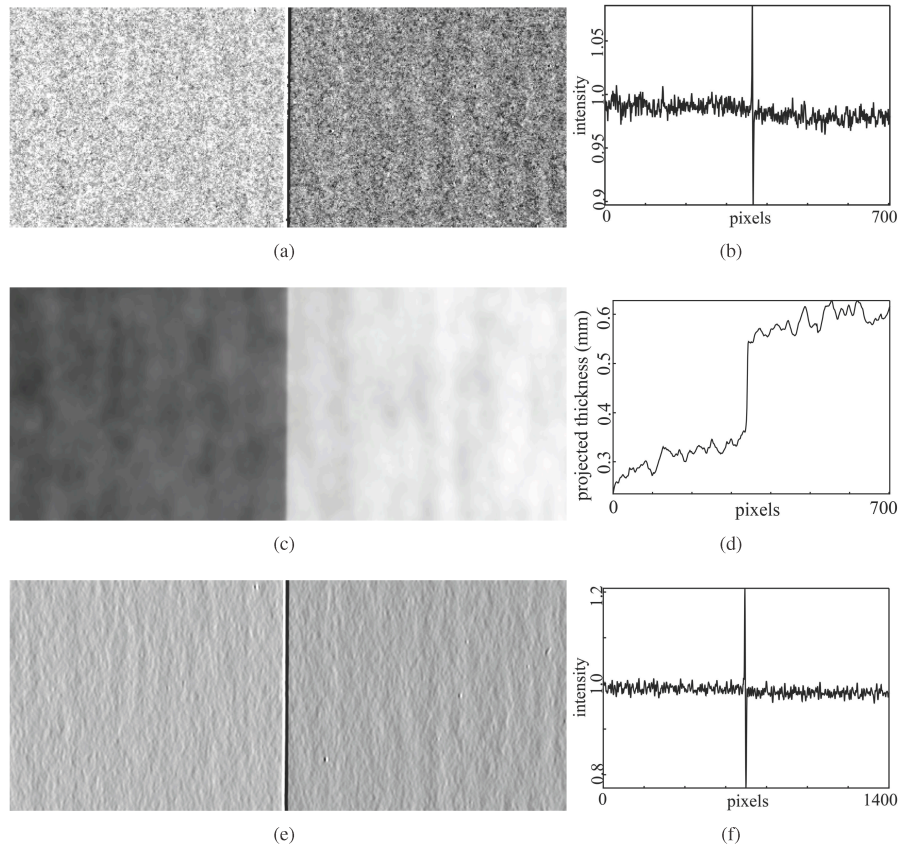 1.05
1.0
0.95
0.9
intensity
0
pixels
700
(a)
(b)
0.6
0.5
0.4
0.3
projected thickness (mm)
0
pixels
700
(c)
(d)
1.2
1.0
0.8
intensity
0
pixels
1400
(e)
(f)